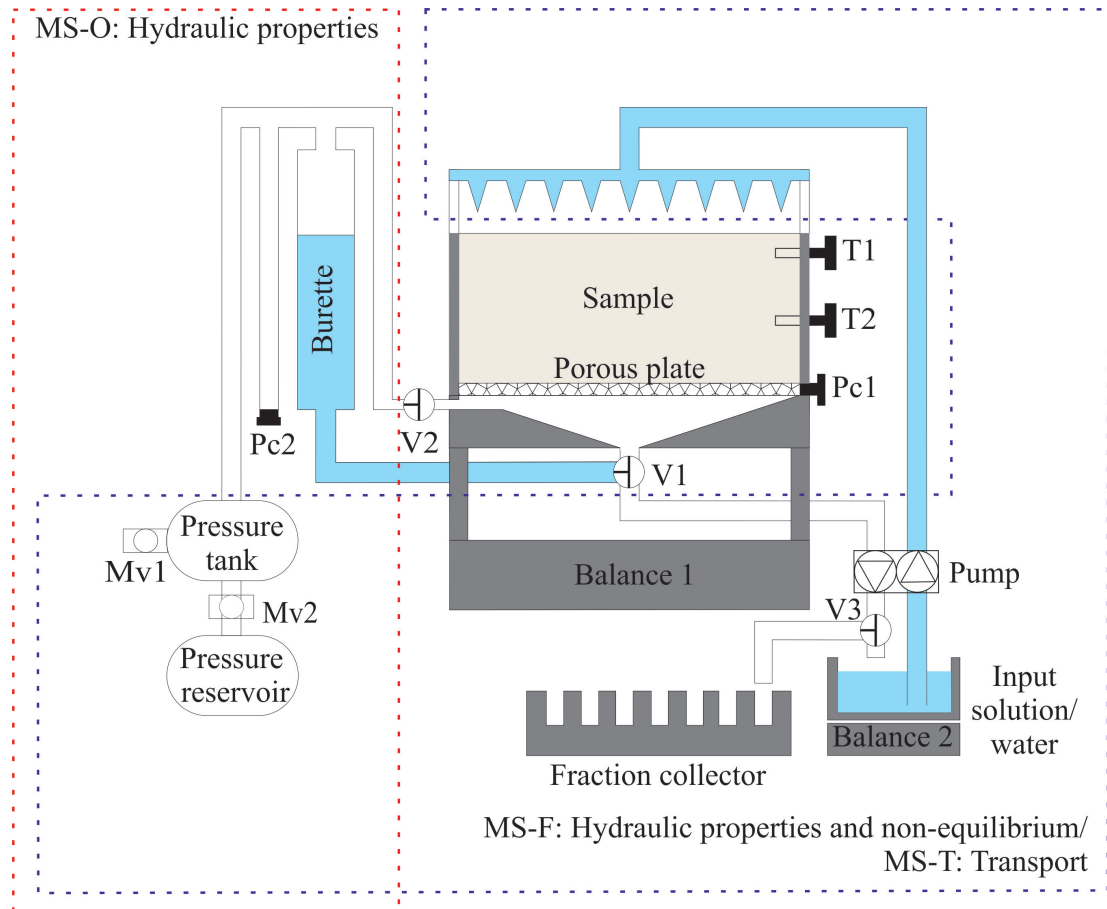 MS-O: Hydraulic properties
Burette
Sample
Porous plate
T1
T2
Pc1
Pc2
V2
V1
Pressure
tank
Mv1
Mv2
Pressure
reservoir
Balance 1
Pump
V3
Input
solution/
water
Balance 2
Fraction collector
MS-F: Hydraulic properties and non-equilibrium/
MS-T: Transport